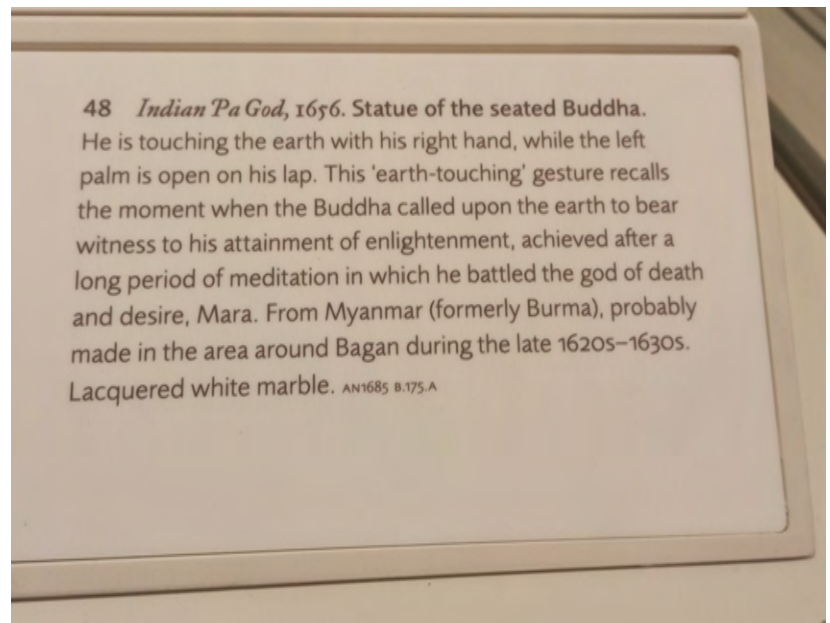 48 Indian Pa God, 1656. Statue of the seated Buddha.
He is touching the earth with his right hand, while the left
palm is open on his lap. This 'earth-touching' gesture recalls
the moment when the Buddha called upon the earth to bear
witness to his attainment of enlightenment, achieved after a
long period of meditation in which he battled the god of death
and desire, Mara. From Myanmar (formerly Burma), probably
made in the area around Bagan during the late 1620s–1630s.
Lacquered white marble. AN1685 B.175.A